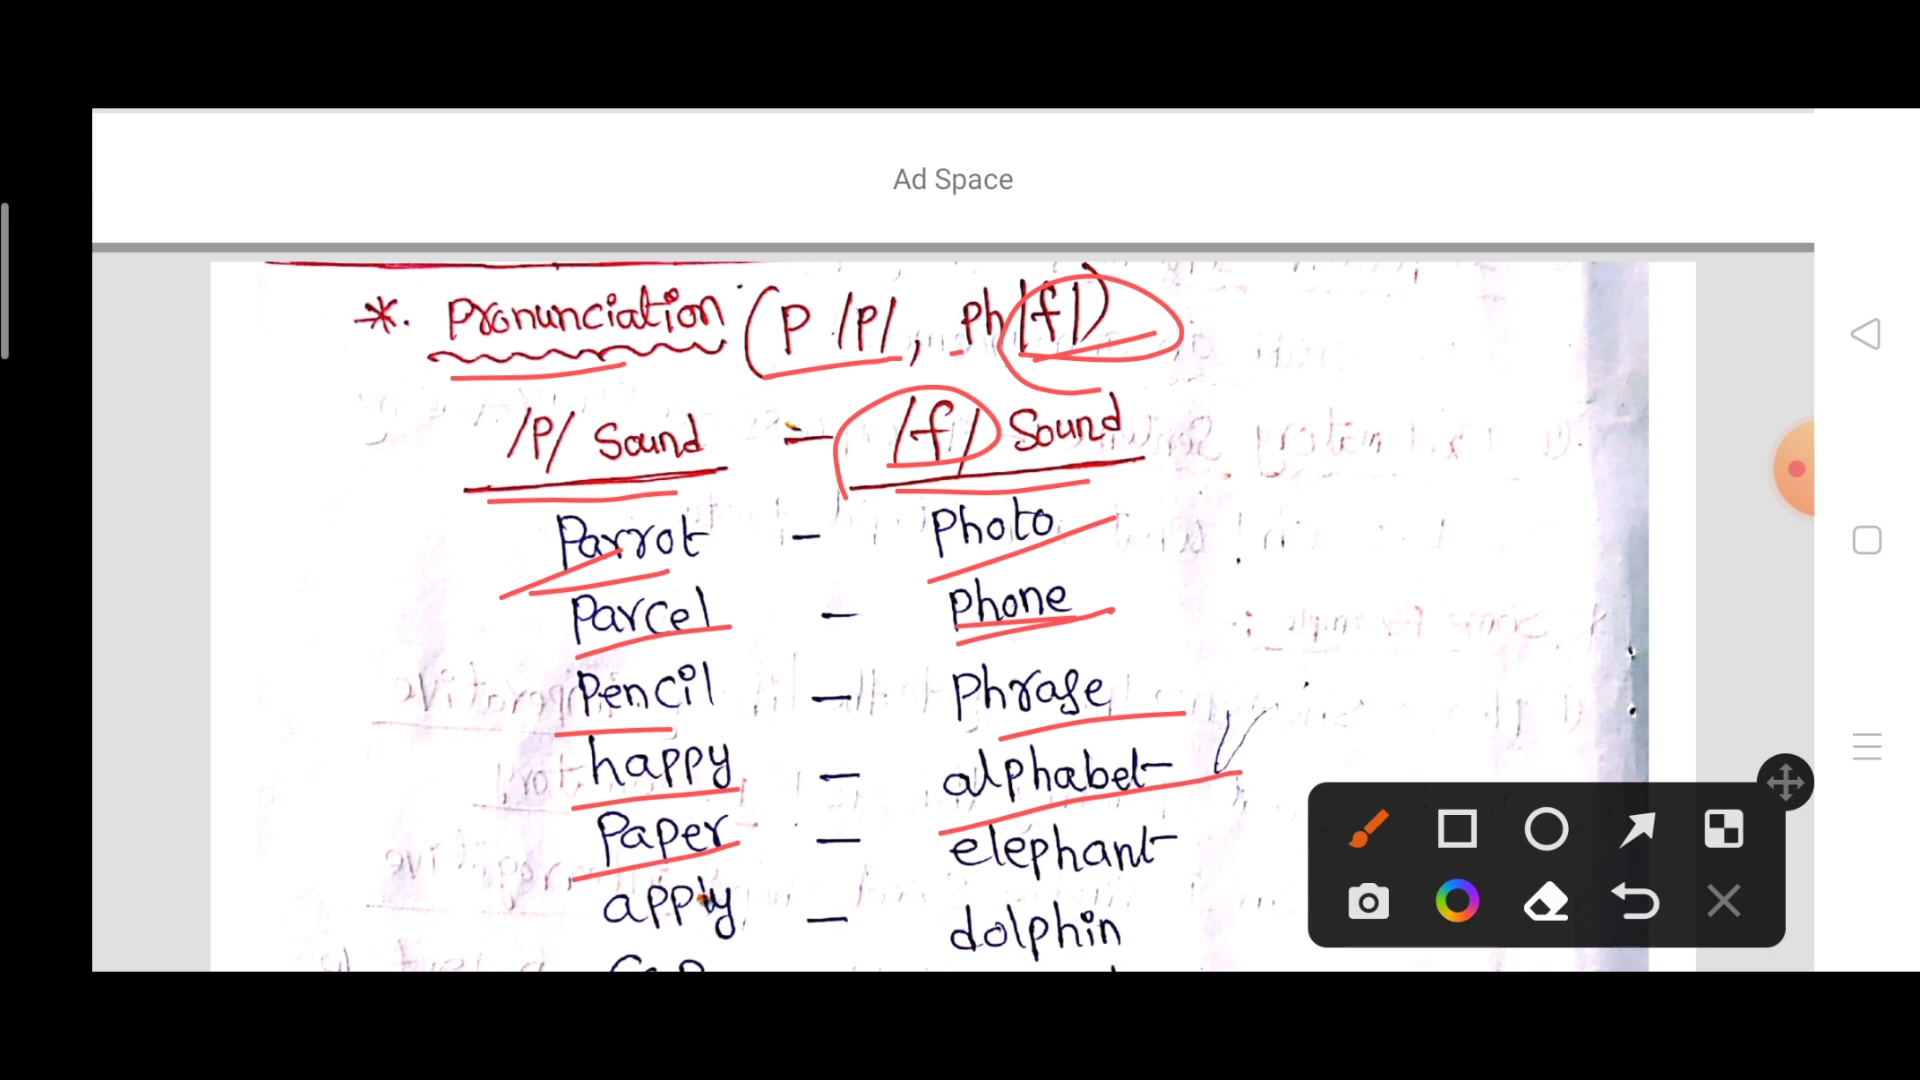 Ad Space
*. Pronunciation (P /P/, Ph/f/)
/P/ Sound - /f/ Sound
Parrot - Photo
Parcel - Phone
Pencil - Phrase
happy - alphabet
Paper - elephant
apply - dolphin